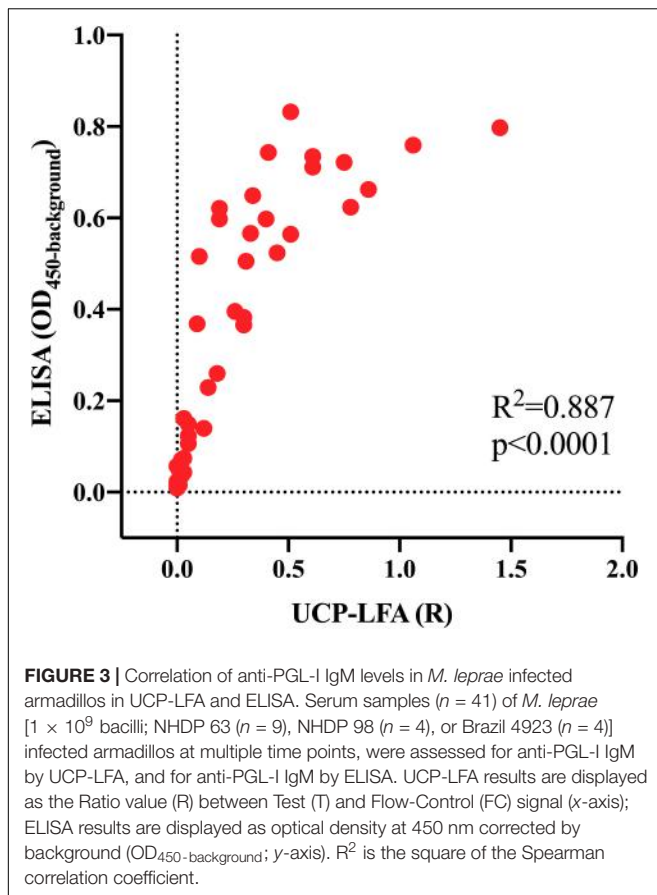 1.0
0.8
0.6
0.4
0.2
0.0
ELISA (OD450-background)
R2=0.887
p<0.0001
0.0 0.5 1.0 1.5 2.0
UCP-LFA (R)
FIGURE 3 | Correlation of anti-PGL-I IgM levels in M. leprae infected
armadillos in UCP-LFA and ELISA. Serum samples (n = 41) of M. leprae
[1 × 10⁹ bacilli; NHDP 63 (n = 9), NHDP 98 (n = 4), or Brazil 4923 (n = 4)]
infected armadillos at multiple time points, were assessed for anti-PGL-I IgM
by UCP-LFA, and for anti-PGL-I IgM by ELISA. UCP-LFA results are displayed
as the Ratio value (R) between Test (T) and Flow-Control (FC) signal (x-axis);
ELISA results are displayed as optical density at 450 nm corrected by
background (OD450-background; y-axis). R² is the square of the Spearman
correlation coefficient.